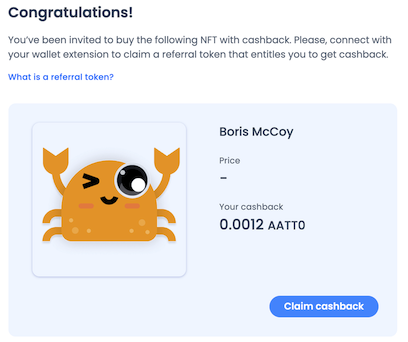 Congratulations!
You've been invited to buy the following NFT with cashback. Please, connect with
your wallet extension to claim a referral token that entitles you to get cashback.
What is a referral token?
Boris McCoy
Price
–
Your cashback
0.0012 AATT0
Claim cashback